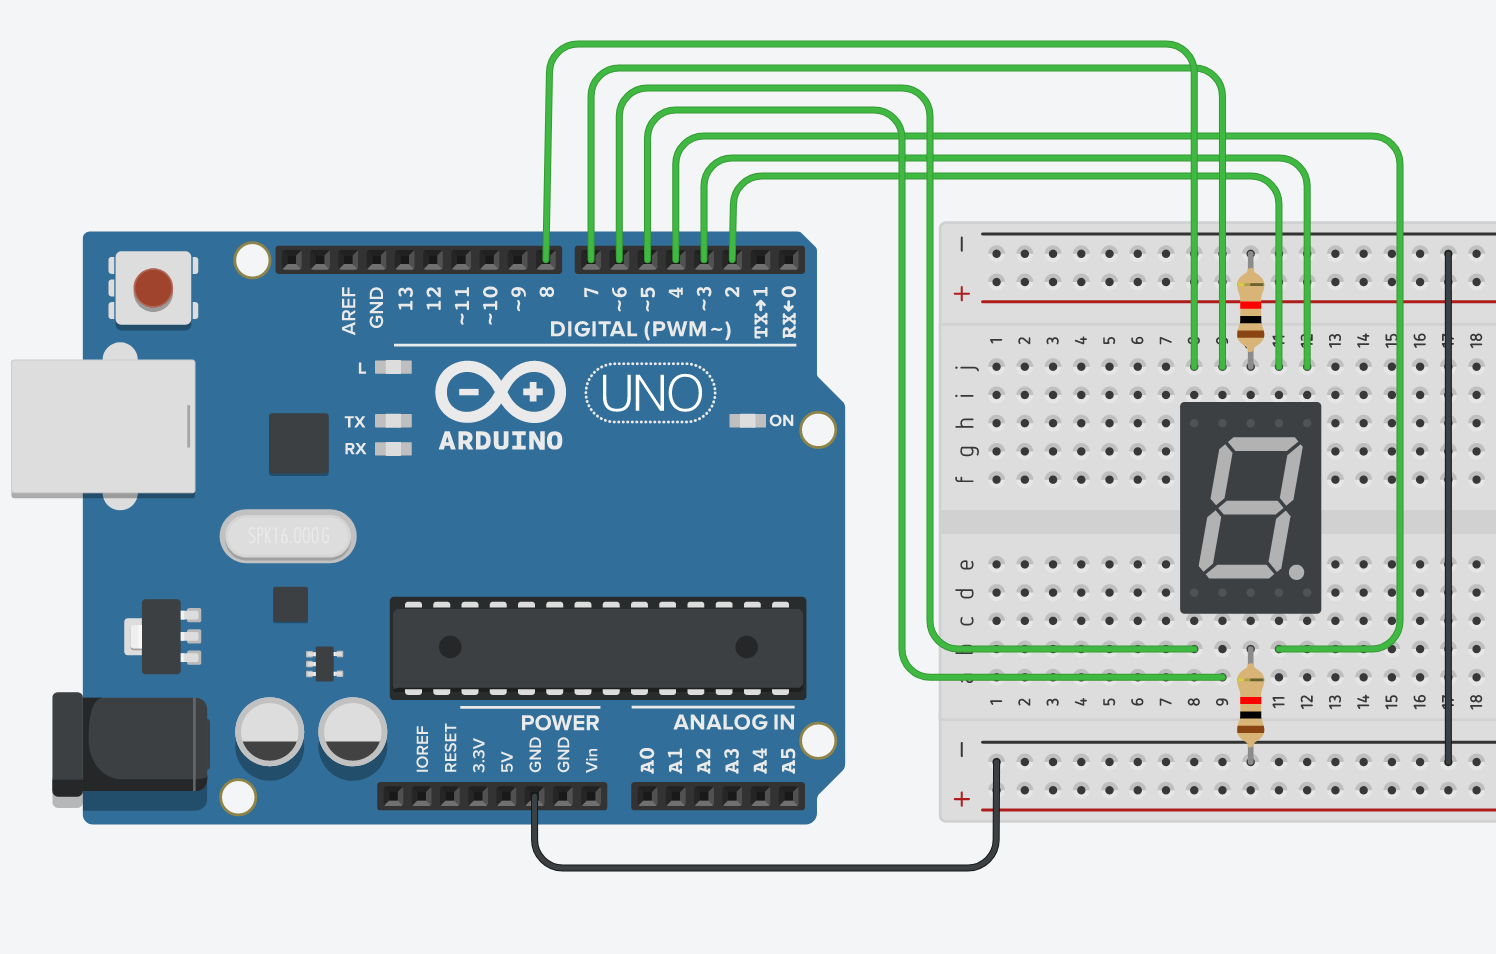 AREF GND 13 12 ~11 ~10 ~9 8 7 ~6 ~5 4 ~3 2 TX→1 RX←0
DIGITAL (PWM~)
L
TX
RX
ARDUINO
UNO
ON
SPK16.000G
POWER
ANALOG IN
IOREF RESET 3.3V 5V GND GND Vin A0 A1 A2 A3 A4 A5
−
+
1 2 3 4 5 6 7 8 9 11 12 13 14 15 16 17 18
j
i
h
g
f
e
d
c
b
1 2 3 4 5 6 7 8 9 11 12 13 14 15 16 17 18
−
+